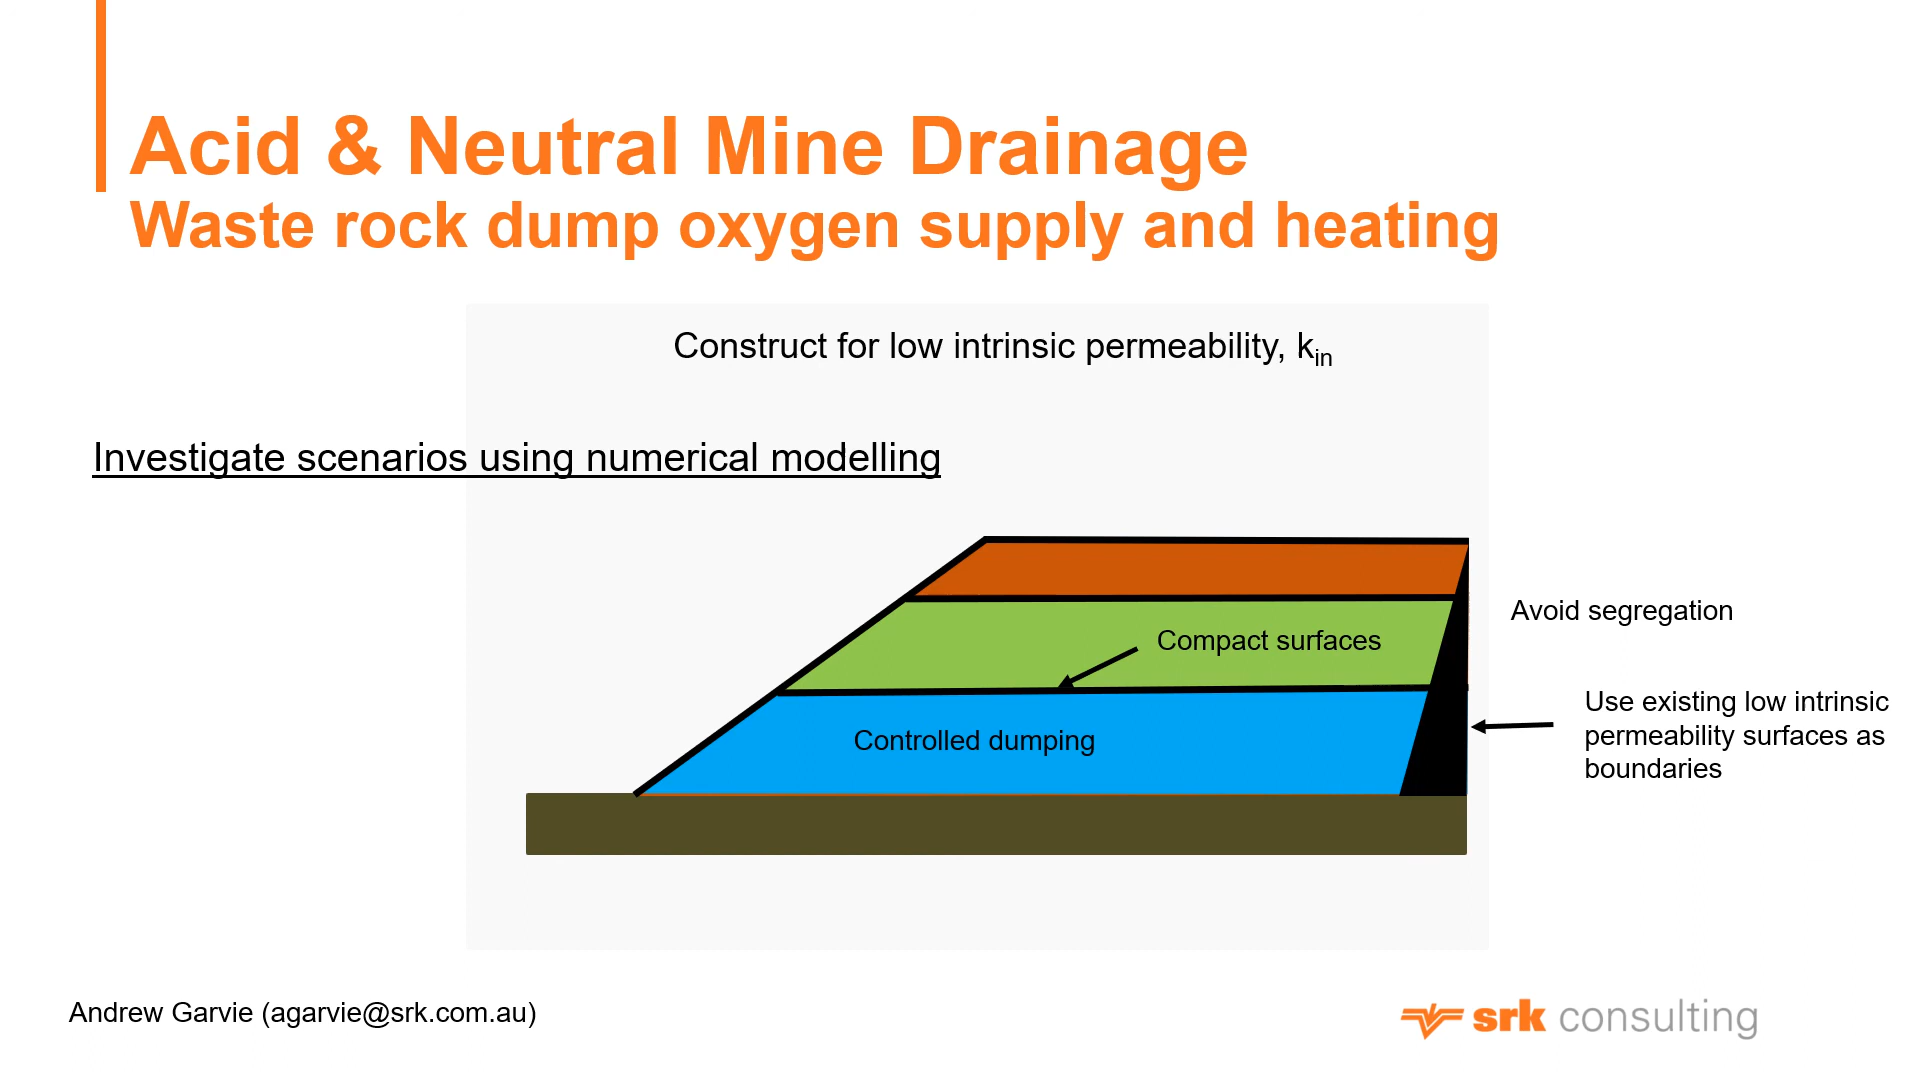 Acid & Neutral Mine Drainage
Waste rock dump oxygen supply and heating
Construct for low intrinsic permeability, kin
Investigate scenarios using numerical modelling
Avoid segregation
Compact surfaces
Use existing low intrinsic
permeability surfaces as
boundaries
Controlled dumping
Andrew Garvie (agarvie@srk.com.au)
srk consulting